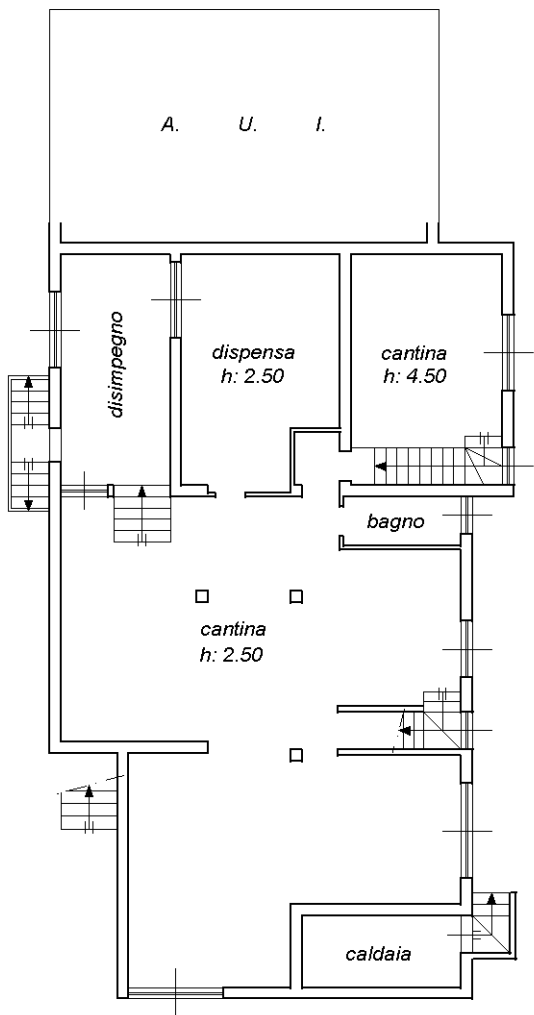 A. U. I.
disimpegno
dispensa
h: 2.50
cantina
h: 4.50
bagno
cantina
h: 2.50
caldaia